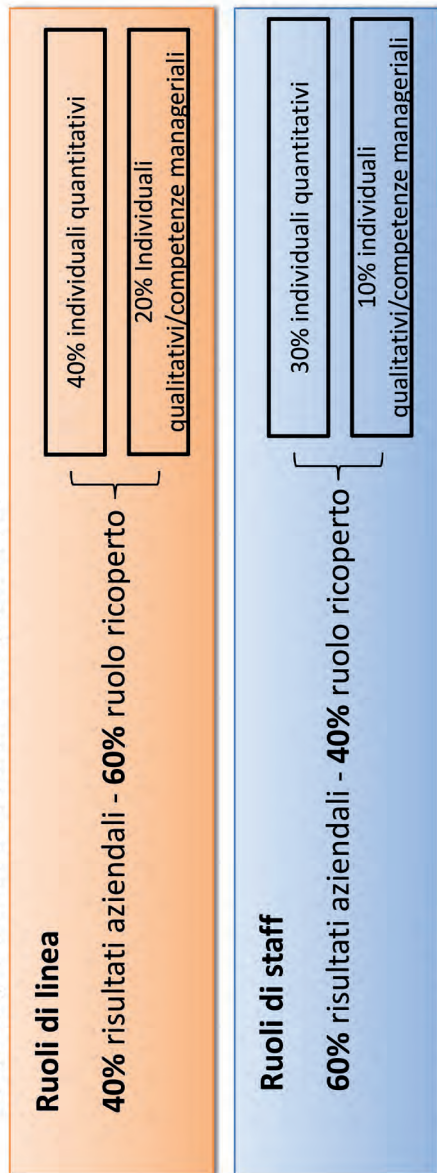 Ruoli di linea
40% risultati aziendali - 60% ruolo ricoperto
40% individuali quantitativi
20% Individuali
qualitativi/competenze manageriali
Ruoli di staff
60% risultati aziendali - 40% ruolo ricoperto
30% individuali quantitativi
10% individuali
qualitativi/competenze manageriali